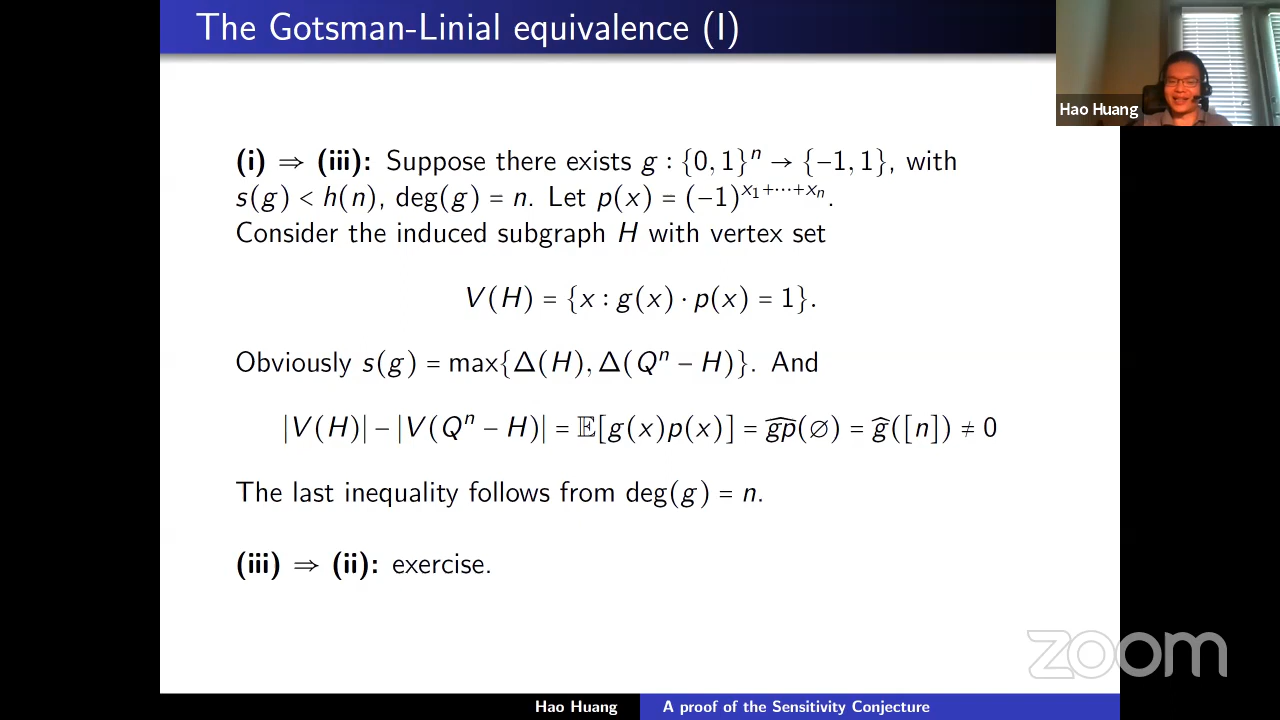 The Gotsman-Linial equivalence (I)
Hao Huang
(i) ⇒ (iii): Suppose there exists g : {0, 1}ⁿ → {−1, 1}, with
s(g) < h(n), deg(g) = n. Let p(x) = (−1)^{x₁+⋯+xₙ}.
Consider the induced subgraph H with vertex set
V(H) = {x : g(x) · p(x) = 1}.
Obviously s(g) = max{Δ(H), Δ(Qⁿ − H)}. And
|V(H)| − |V(Qⁿ − H)| = 𝔼[g(x)p(x)] = \widehat{gp}(∅) = ĝ([n]) ≠ 0
The last inequality follows from deg(g) = n.
(iii) ⇒ (ii): exercise.
zoom
Hao Huang A proof of the Sensitivity Conjecture